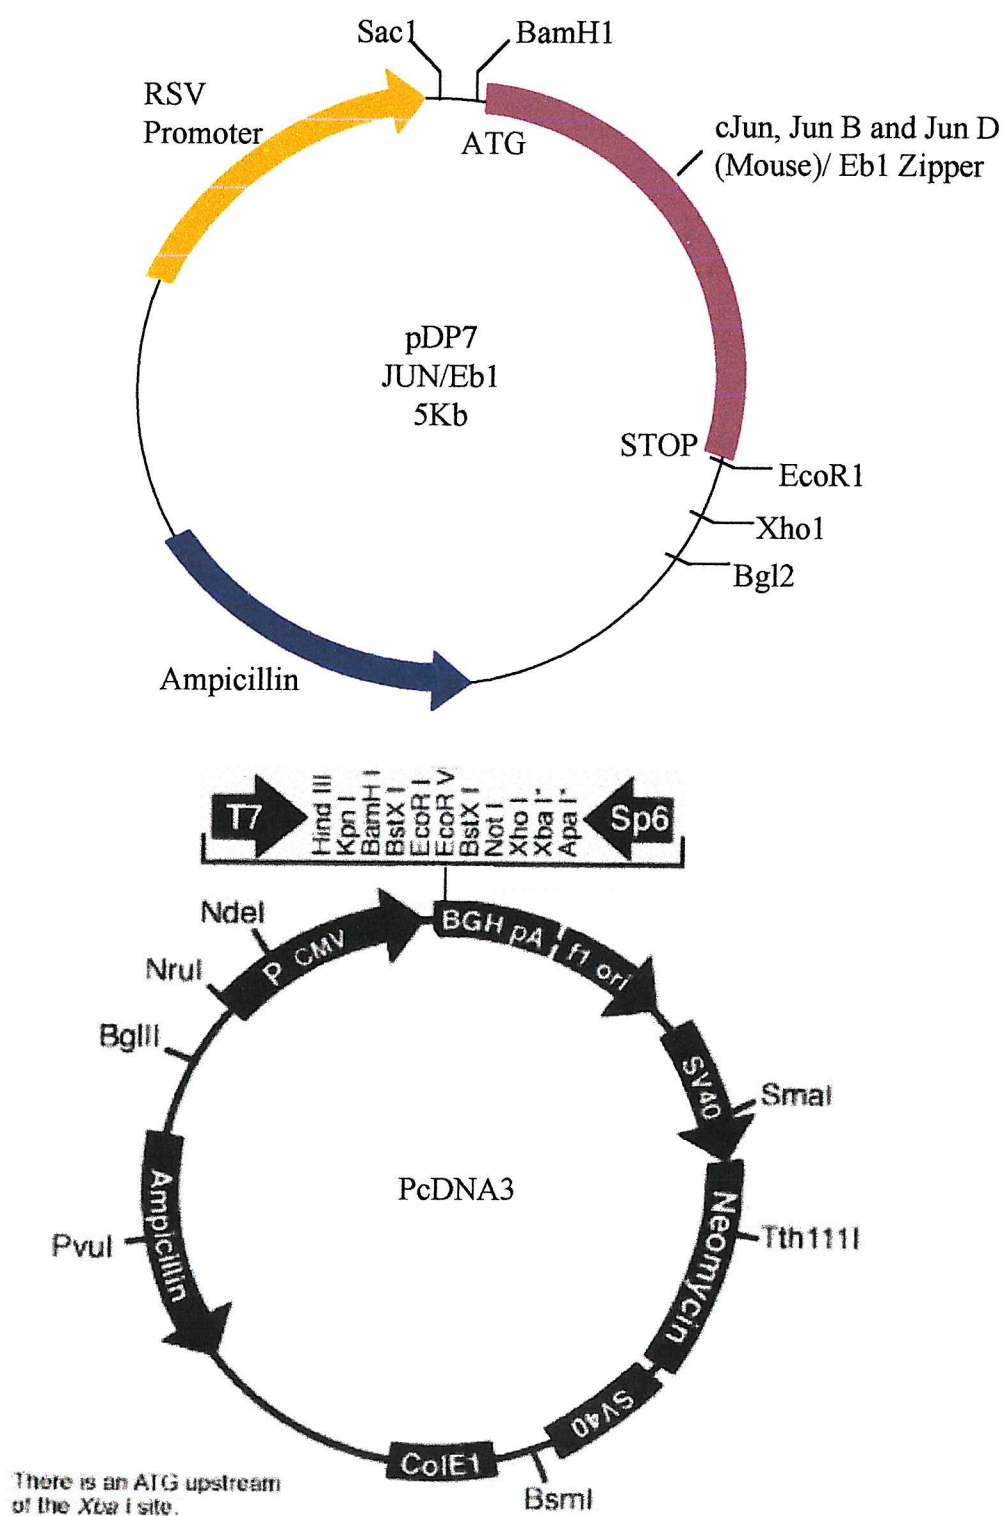 Sac1
BamH1
RSV
Promoter
ATG
cJun, Jun B and Jun D
(Mouse)/ Eb1 Zipper
pDP7
JUN/Eb1
5Kb
STOP
EcoR1
Xho1
Bgl2
Ampicillin
T7
Hind III
Kpn I
BamH I
BstX I
EcoR I
EcoR V
BstX I
Not I
Xho I
Xba I*
Apa I*
Sp6
NdeI
P CMV
BGH pA
f1 ori
NruI
BglII
SV40
SmaI
PcDNA3
Ampicillin
PvuI
Neomycin
Tth111I
SV40
ColE1
BsmI
There is an ATG upstream
of the Xba I site.